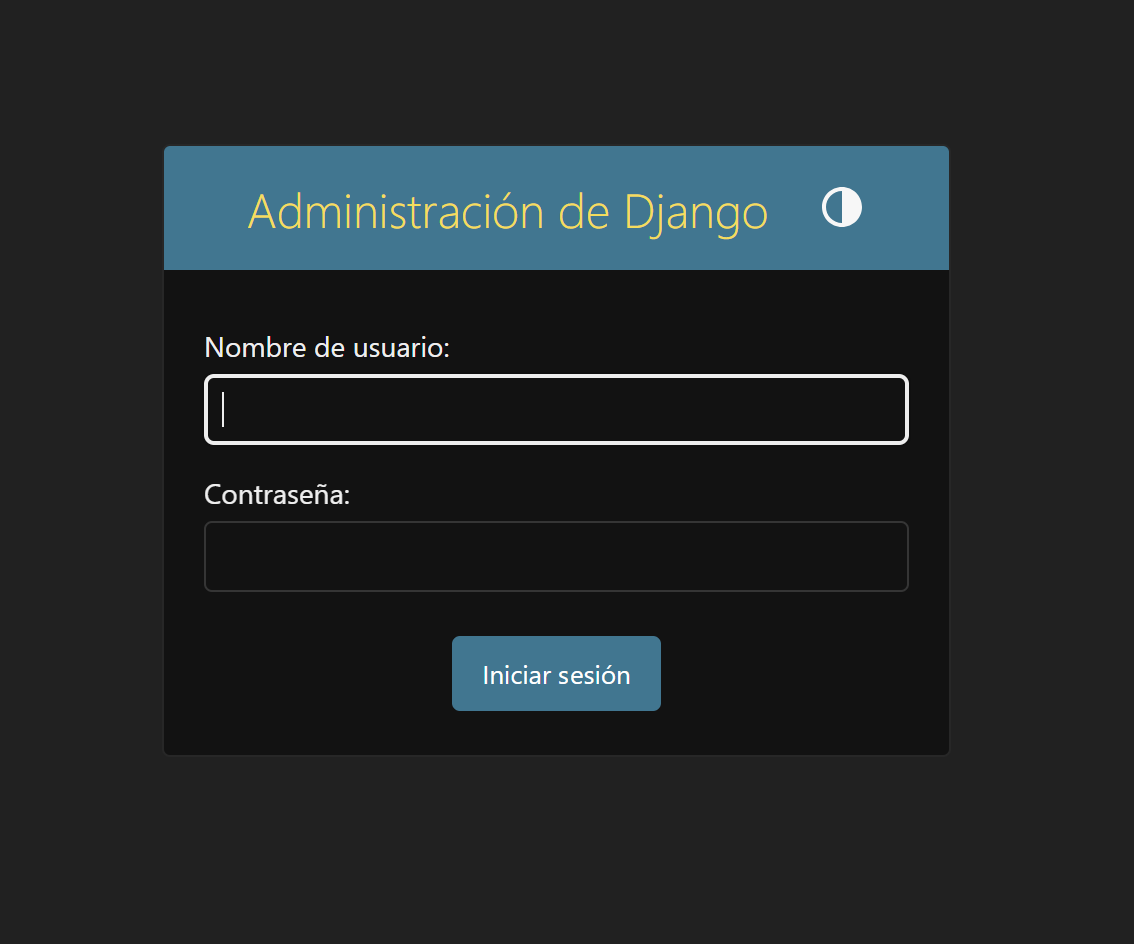 Administración de Django
Nombre de usuario:
Contraseña:
Iniciar sesión